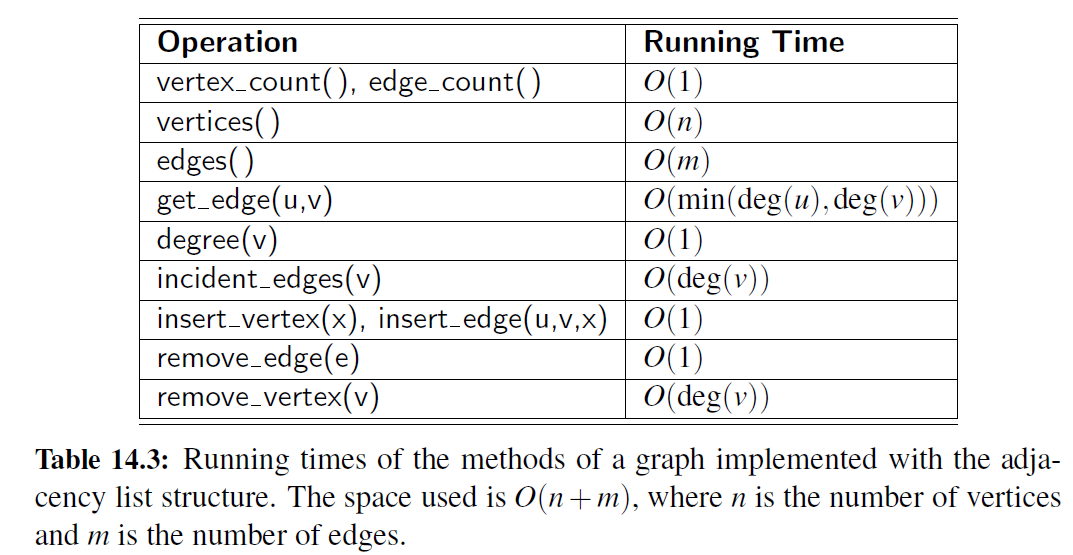 Operation Running Time
vertex_count( ), edge_count( ) O(1)
vertices( ) O(n)
edges( ) O(m)
get_edge(u,v) O(min(deg(u),deg(v)))
degree(v) O(1)
incident_edges(v) O(deg(v))
insert_vertex(x), insert_edge(u,v,x) O(1)
remove_edge(e) O(1)
remove_vertex(v) O(deg(v))
Table 14.3: Running times of the methods of a graph implemented with the adja-
cency list structure. The space used is O(n+m), where n is the number of vertices
and m is the number of edges.